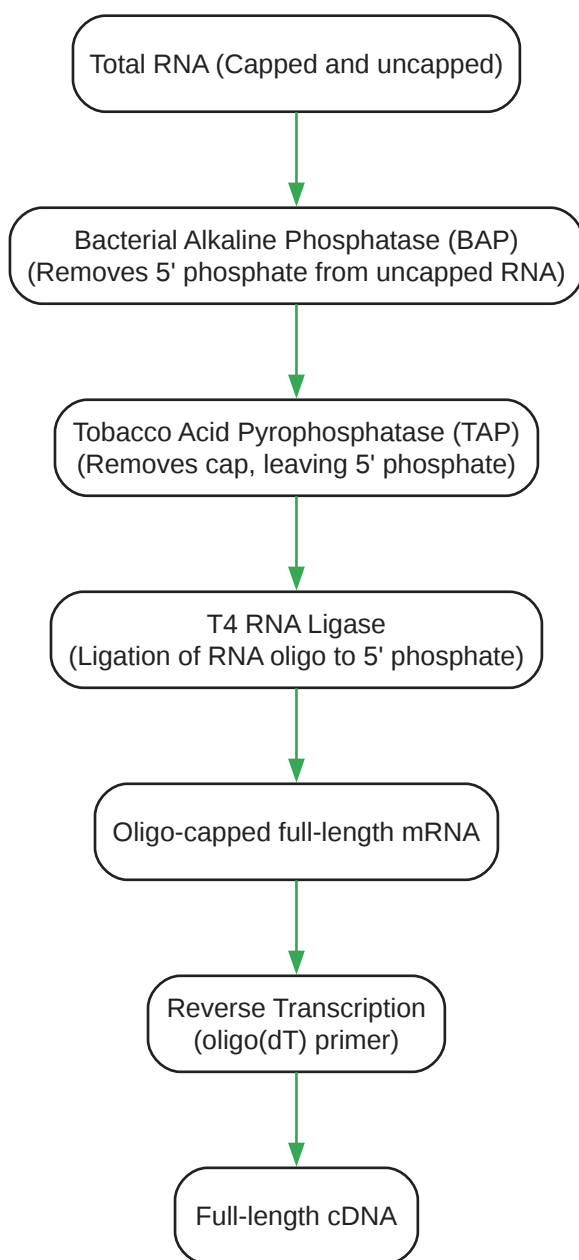 Total RNA (Capped and uncapped)
Bacterial Alkaline Phosphatase (BAP)
(Removes 5' phosphate from uncapped RNA)
Tobacco Acid Pyrophosphatase (TAP)
(Removes cap, leaving 5' phosphate)
T4 RNA Ligase
(Ligation of RNA oligo to 5' phosphate)
Oligo-capped full-length mRNA
Reverse Transcription
(oligo(dT) primer)
Full-length cDNA